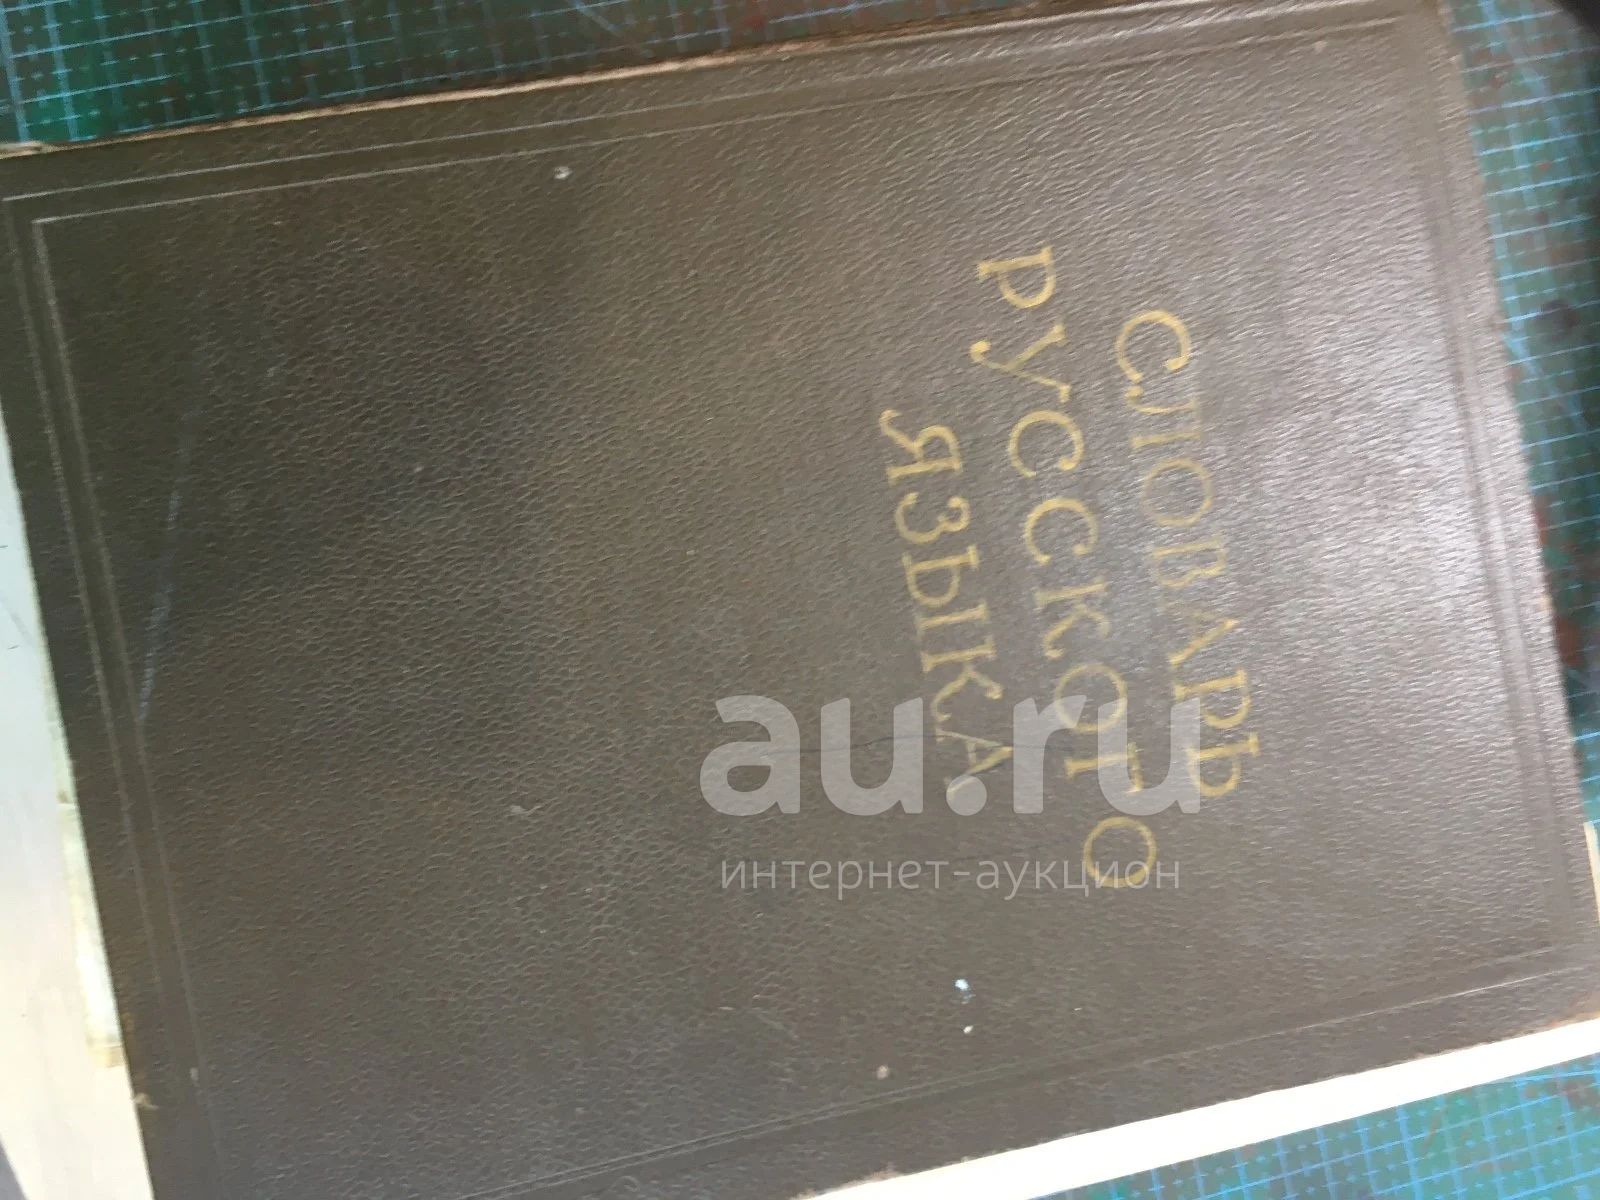 СЛОВАРЬ
РУССКОГО
ЯЗЫКА
au.ru
интернет-аукцион